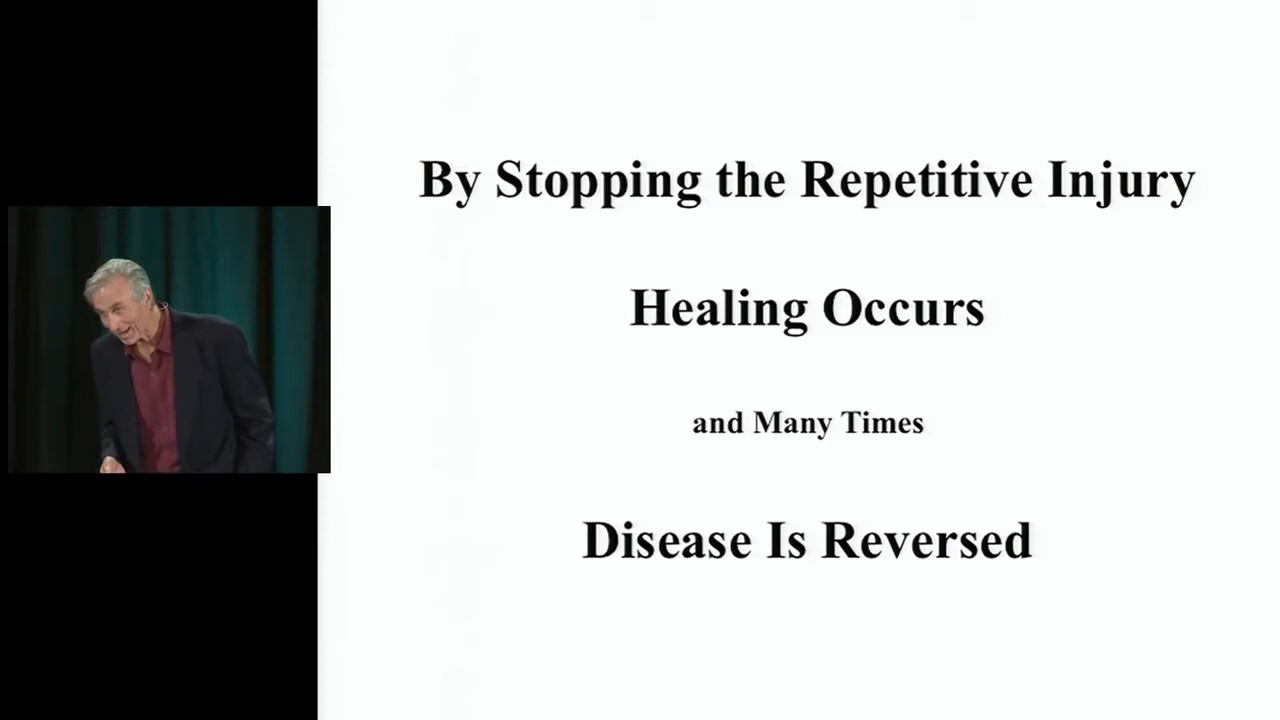 By Stopping the Repetitive Injury
Healing Occurs
and Many Times
Disease Is Reversed